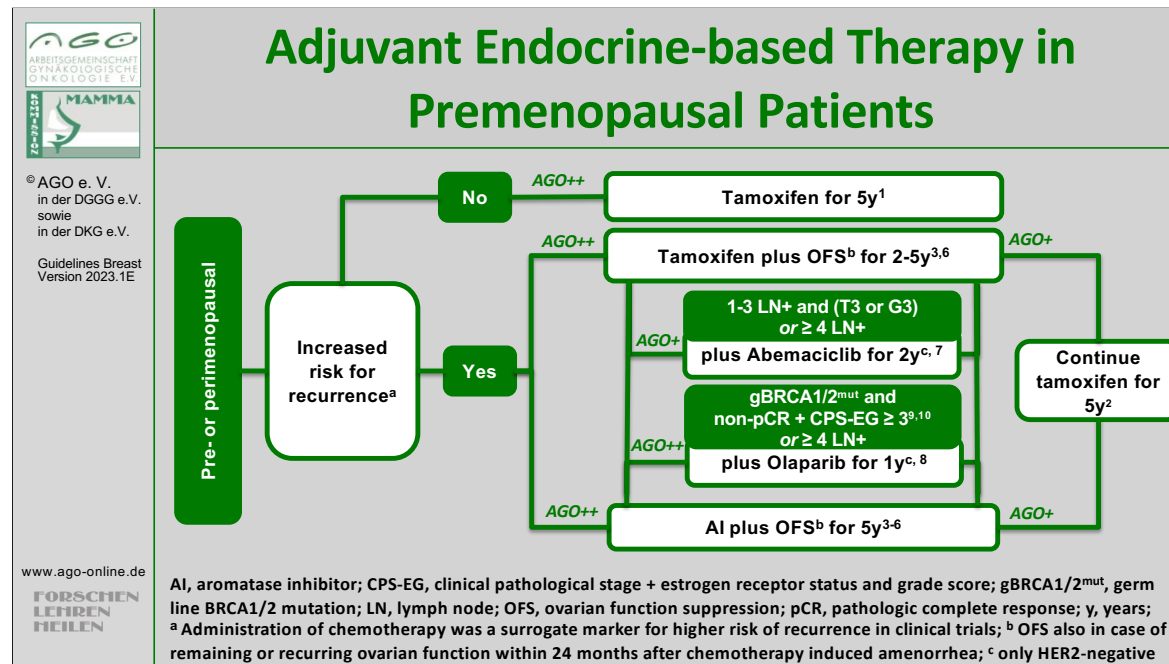 AGO
ARBEITSGEMEINSCHAFT
GYNÄKOLOGISCHE
ONKOLOGIE E.V.
KOMMISSION
MAMMA
© AGO e. V.
in der DGGG e.V.
sowie
in der DKG e.V.
Guidelines Breast
Version 2023.1E
www.ago-online.de
FORSCHEN
LEHREN
HEILEN
Adjuvant Endocrine-based Therapy in
Premenopausal Patients
Pre- or perimenopausal
Increased
risk for
recurrenceᵃ
No
AGO++
Tamoxifen for 5y¹
Yes
AGO++
Tamoxifen plus OFSᵇ for 2-5y³,⁶
AGO+
1-3 LN+ and (T3 or G3)
or ≥ 4 LN+
AGO+
plus Abemaciclib for 2yᶜ, ⁷
gBRCA1/2ᵐᵘᵗ and
non-pCR + CPS-EG ≥ 3⁹,¹⁰
or ≥ 4 LN+
AGO++
plus Olaparib for 1yᶜ, ⁸
AGO++
AI plus OFSᵇ for 5y³⁻⁶
AGO+
Continue
tamoxifen for
5y²
AI, aromatase inhibitor; CPS-EG, clinical pathological stage + estrogen receptor status and grade score; gBRCA1/2ᵐᵘᵗ, germ
line BRCA1/2 mutation; LN, lymph node; OFS, ovarian function suppression; pCR, pathologic complete response; y, years;
ᵃ Administration of chemotherapy was a surrogate marker for higher risk of recurrence in clinical trials; ᵇ OFS also in case of
remaining or recurring ovarian function within 24 months after chemotherapy induced amenorrhea; ᶜ only HER2-negative